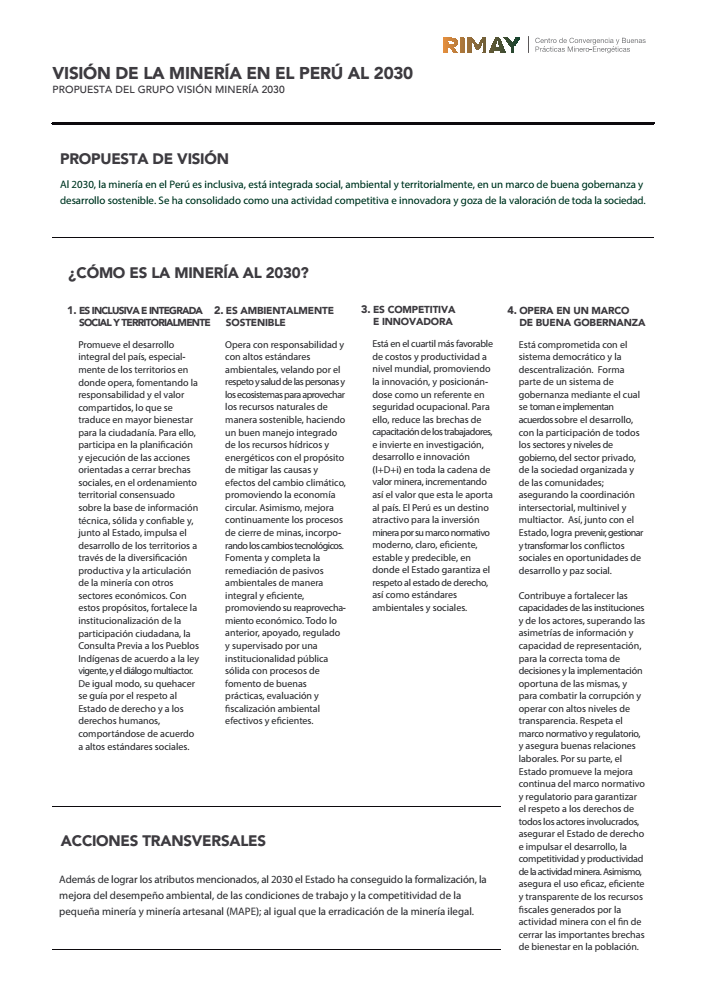 RIMAY
Centro de Convergencia y Buenas
Prácticas Minero-Energéticas
VISIÓN DE LA MINERÍA EN EL PERÚ AL 2030
PROPUESTA DEL GRUPO VISIÓN MINERÍA 2030
PROPUESTA DE VISIÓN
Al 2030, la minería en el Perú es inclusiva, está integrada social, ambiental y territorialmente, en un marco de buena gobernanza y
desarrollo sostenible. Se ha consolidado como una actividad competitiva e innovadora y goza de la valoración de toda la sociedad.
¿CÓMO ES LA MINERÍA AL 2030?
1. ES INCLUSIVA E INTEGRADA
SOCIAL Y TERRITORIALMENTE
Promueve el desarrollo
integral del país, especial-
mente de los territorios en
donde opera, fomentando la
responsabilidad y el valor
compartidos, lo que se
traduce en mayor bienestar
para la ciudadanía. Para ello,
participa en la planificación
y ejecución de las acciones
orientadas a cerrar brechas
sociales, en el ordenamiento
territorial consensuado
sobre la base de información
técnica, sólida y confiable y,
junto al Estado, impulsa el
desarrollo de los territorios a
través de la diversificación
productiva y la articulación
de la minería con otros
sectores económicos. Con
estos propósitos, fortalece la
institucionalización de la
participación ciudadana, la
Consulta Previa a los Pueblos
Indígenas de acuerdo a la ley
vigente, y el diálogo multiactor.
De igual modo, su quehacer
se guía por el respeto al
Estado de derecho y a los
derechos humanos,
comportándose de acuerdo
a altos estándares sociales.
2. ES AMBIENTALMENTE
SOSTENIBLE
Opera con responsabilidad y
con altos estándares
ambientales, velando por el
respeto y salud de las personas y
los ecosistemas para aprovechar
los recursos naturales de
manera sostenible, haciendo
un buen manejo integrado
de los recursos hídricos y
energéticos con el propósito
de mitigar las causas y
efectos del cambio climático,
promoviendo la economía
circular. Asimismo, mejora
continuamente los procesos
de cierre de minas, incorpo-
rando los cambios tecnológicos.
Fomenta y completa la
remediación de pasivos
ambientales de manera
integral y eficiente,
promoviendo su reaprovecha-
miento económico. Todo lo
anterior, apoyado, regulado
y supervisado por una
institucionalidad pública
sólida con procesos de
fomento de buenas
prácticas, evaluación y
fiscalización ambiental
efectivos y eficientes.
3. ES COMPETITIVA
E INNOVADORA
Está en el cuartil más favorable
de costos y productividad a
nivel mundial, promoviendo
la innovación, y posicionán-
dose como un referente en
seguridad ocupacional. Para
ello, reduce las brechas de
capacitación de los trabajadores,
e invierte en investigación,
desarrollo e innovación
(I+D+i) en toda la cadena de
valor minera, incrementando
así el valor que esta le aporta
al país. El Perú es un destino
atractivo para la inversión
minera por su marco normativo
moderno, claro, eficiente,
estable y predecible, en
donde el Estado garantiza el
respeto al estado de derecho,
así como estándares
ambientales y sociales.
4. OPERA EN UN MARCO
DE BUENA GOBERNANZA
Está comprometida con el
sistema democrático y la
descentralización. Forma
parte de un sistema de
gobernanza mediante el cual
se toman e implementan
acuerdos sobre el desarrollo,
con la participación de todos
los sectores y niveles de
gobierno, del sector privado,
de la sociedad organizada y
de las comunidades;
asegurando la coordinación
intersectorial, multinivel y
multiactor. Así, junto con el
Estado, logra prevenir, gestionar
y transformar los conflictos
sociales en oportunidades de
desarrollo y paz social.
Contribuye a fortalecer las
capacidades de las instituciones
y de los actores, superando las
asimetrías de información y
capacidad de representación,
para la correcta toma de
decisiones y la implementación
oportuna de las mismas, y
para combatir la corrupción y
operar con altos niveles de
transparencia. Respeta el
marco normativo y regulatorio,
y asegura buenas relaciones
laborales. Por su parte, el
Estado promueve la mejora
continua del marco normativo
y regulatorio para garantizar
el respeto a los derechos de
todos los actores involucrados,
asegurar el Estado de derecho
e impulsar el desarrollo, la
competitividad y productividad
de la actividad minera. Asimismo,
asegura el uso eficaz, eficiente
y transparente de los recursos
fiscales generados por la
actividad minera con el fin de
cerrar las importantes brechas
de bienestar en la población.
ACCIONES TRANSVERSALES
Además de lograr los atributos mencionados, al 2030 el Estado ha conseguido la formalización, la
mejora del desempeño ambiental, de las condiciones de trabajo y la competitividad de la
pequeña minería y minería artesanal (MAPE); al igual que la erradicación de la minería ilegal.